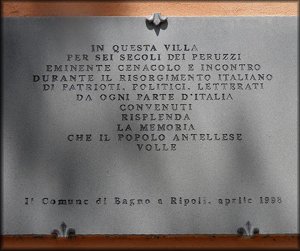 IN QUESTA VILLA
PER SEI SECOLI DEI PERUZZI
EMINENTE CENACOLO E INCONTRO
DURANTE IL RISORGIMENTO ITALIANO
DI PATRIOTI, POLITICI, LETTERATI
DA OGNI PARTE D'ITALIA
CONVENUTI
RISPLENDA
LA MEMORIA
CHE IL POPOLO ANTELLESE
VOLLE
Il Comune di Bagno a Ripoli, aprile 1998